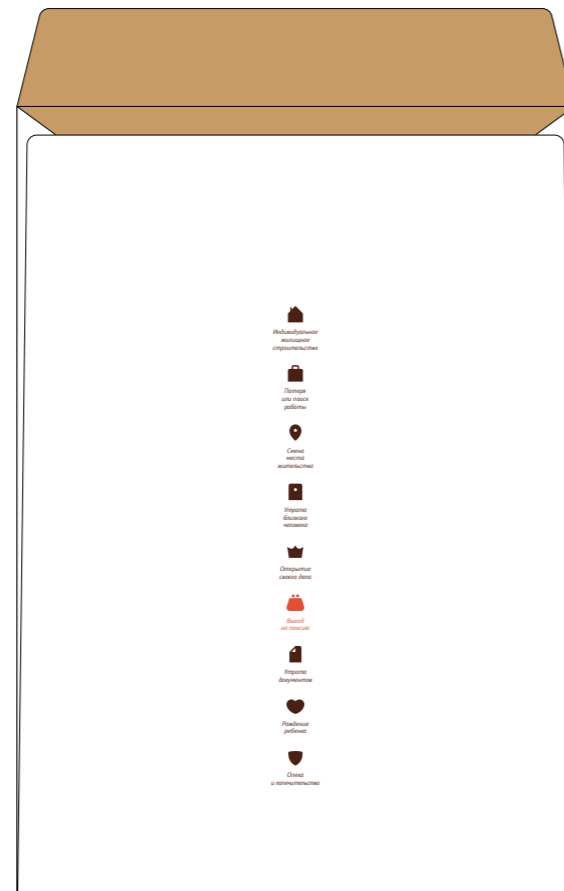 Индивидуальное
жилищное
строительство
Потеря
или поиск
работы
Смена
места
жительства
Утрата
близкого
человека
Открытие
своего дела
Выход
на пенсию
Утрата
документов
Рождение
ребенка
Опека
и попечительство